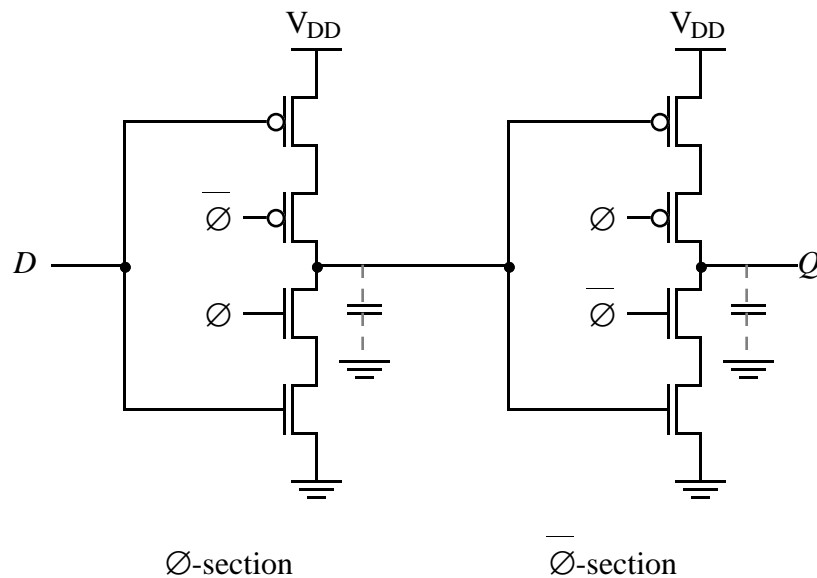 V_DD V_DD
∅̅ ∅
D Q
∅ ∅̅
∅-section ∅̅-section